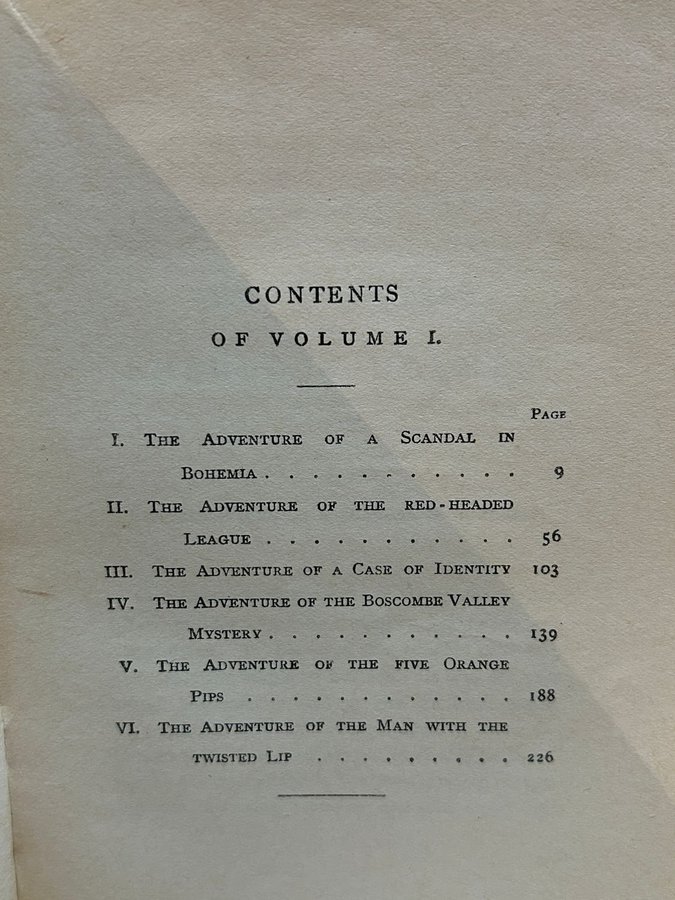 CONTENTS
OF VOLUME I.
PAGE
I. THE ADVENTURE OF A SCANDAL IN
BOHEMIA . . . . . . . . . . . 9
II. THE ADVENTURE OF THE RED-HEADED
LEAGUE . . . . . . . . . . . 56
III. THE ADVENTURE OF A CASE OF IDENTITY 103
IV. THE ADVENTURE OF THE BOSCOMBE VALLEY
MYSTERY . . . . . . . . . . . 139
V. THE ADVENTURE OF THE FIVE ORANGE
PIPS . . . . . . . . . . . . 188
VI. THE ADVENTURE OF THE MAN WITH THE
TWISTED LIP . . . . . . . . . 226